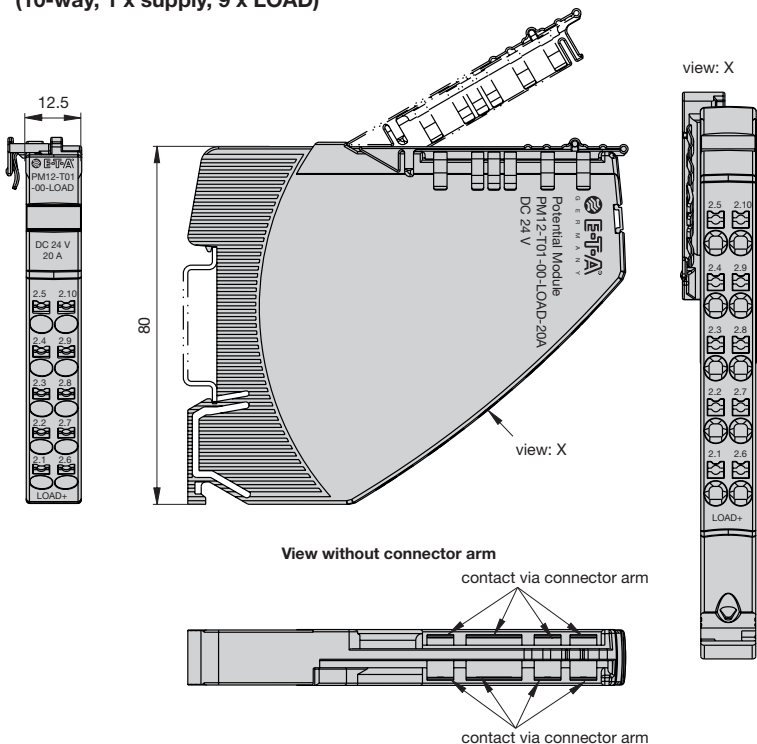 (10-way, 1 x supply, 9 x LOAD)
view: X
12.5
E-T-A
PM12-T01
-00-LOAD
DC 24 V
20 A
2.5 2.10
2.4 2.9
2.3 2.8
2.2 2.7
2.1 2.6
LOAD+
80
E-T-A®
GERMANY
Potential Module
PM12-T01-00-LOAD-20A
DC 24 V
view: X
2.5 2.10
2.4 2.9
2.3 2.8
2.2 2.7
2.1 2.6
LOAD+
View without connector arm
contact via connector arm
contact via connector arm